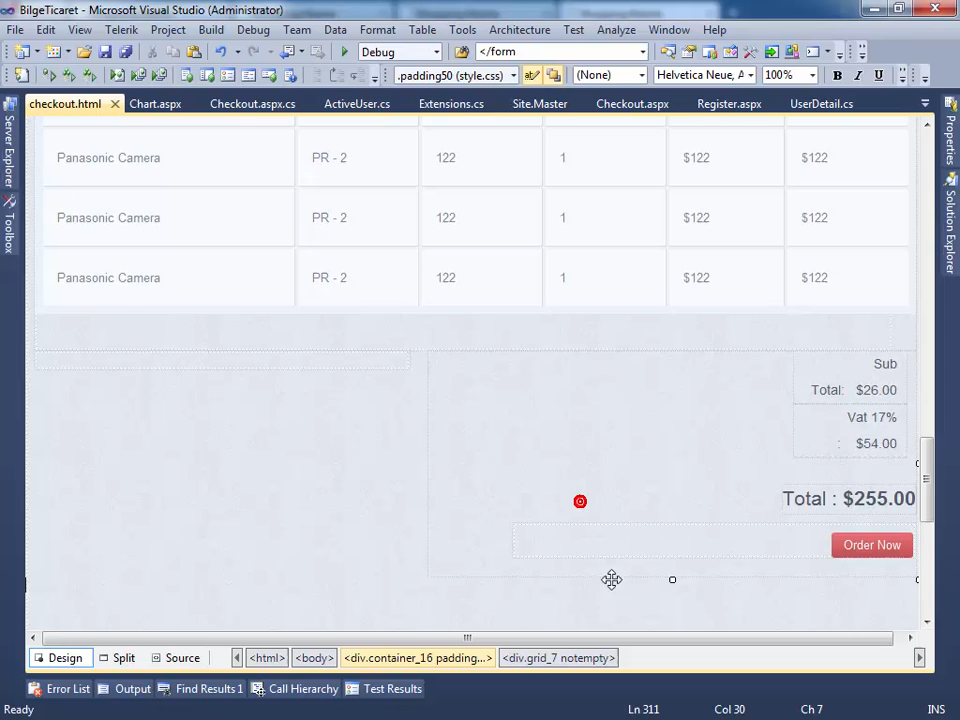 BilgeTicaret - Microsoft Visual Studio (Administrator)
File Edit View Telerik Project Build Debug Team Data Format Table Tools Architecture Test Analyze Window Help
Debug </form
.padding50 (style.css) (None) Helvetica Neue, A 100% B I U
checkout.html Chart.aspx Checkout.aspx.cs ActiveUser.cs Extensions.cs Site.Master Checkout.aspx Register.aspx UserDetail.cs
Server Explorer
Toolbox
Properties
Solution Explorer
Panasonic Camera PR - 2 122 1 $122 $122
Panasonic Camera PR - 2 122 1 $122 $122
Panasonic Camera PR - 2 122 1 $122 $122
Sub
Total: $26.00
Vat 17%
: $54.00
Total : $255.00
Order Now
Design Split Source <html> <body> <div.container_16 padding...> <div.grid_7 notempty>
Error List Output Find Results 1 Call Hierarchy Test Results
Ready Ln 311 Col 30 Ch 7 INS